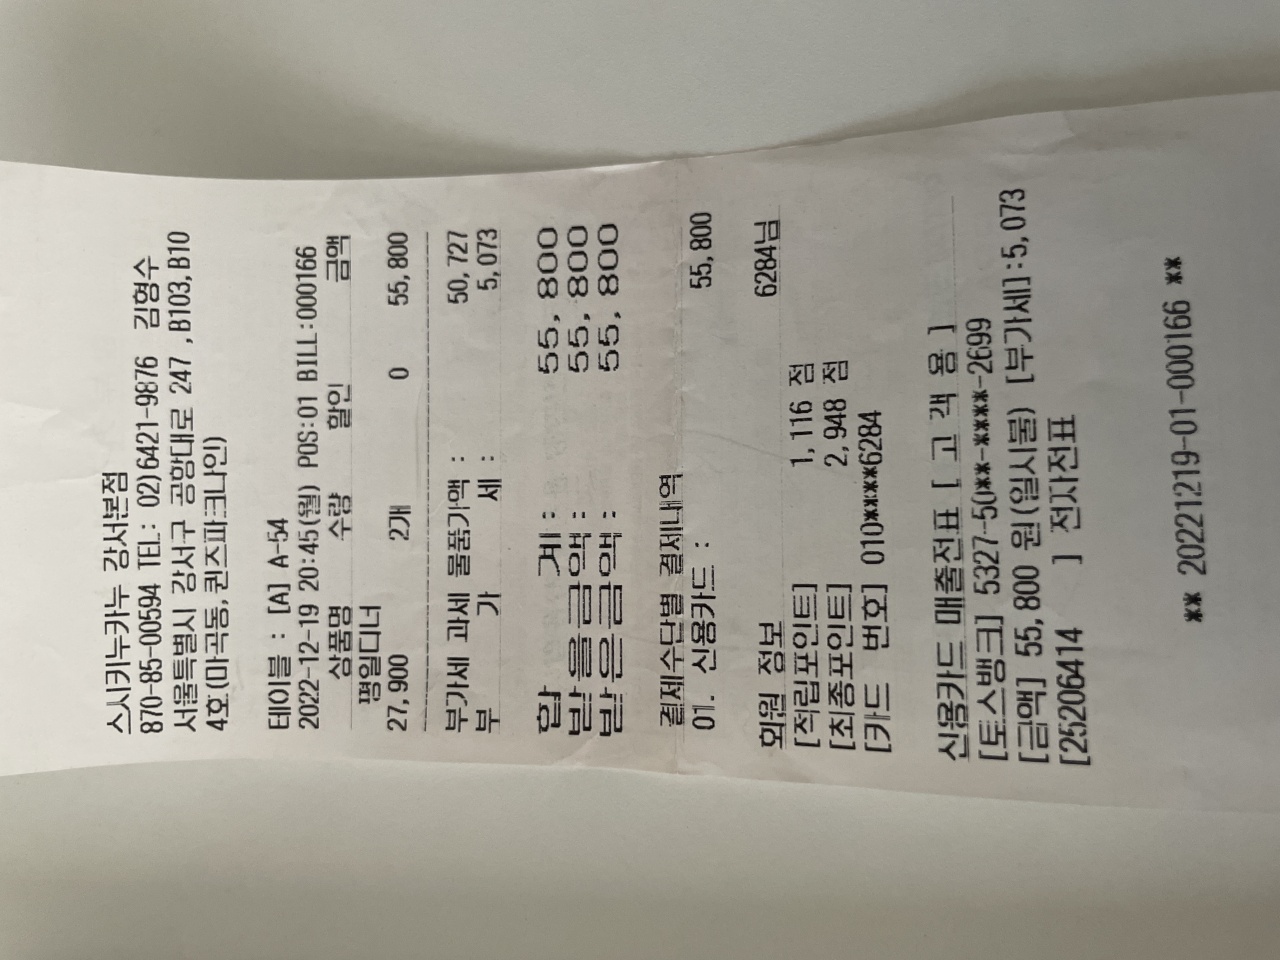 스시키누카누 강서본점
870-85-00594 TEL: 02)6421-9876 김형수
서울특별시 강서구 공항대로 247 ,B103,B10
4호(마곡동,퀸즈파크나인)
테이블 : [A] A-54
2022-12-19 20:45(월) POS:01 BILL:000166
상품명 수량 할인 금액
평일디너
27,900 2개 0 55,800
부가세 과세 물품가액 : 50,727
부 가 세 : 5,073
합 계 : 55,800
받을금액 : 55,800
받은금액 : 55,800
결제수단별 결제내역
01. 신용카드 : 55,800
회원 정보 6284님
[적립포인트] 1,116 점
[최종포인트] 2,948 점
[카드 번호] 010****6284
신용카드 매출전표 [ 고 객 용 ]
[토스뱅크] 5327-50**-****-2699
[금액] 55,800 원(일시불) [부가세]:5,073
[25206414 ] 전자전표
** 20221219-01-000166 **